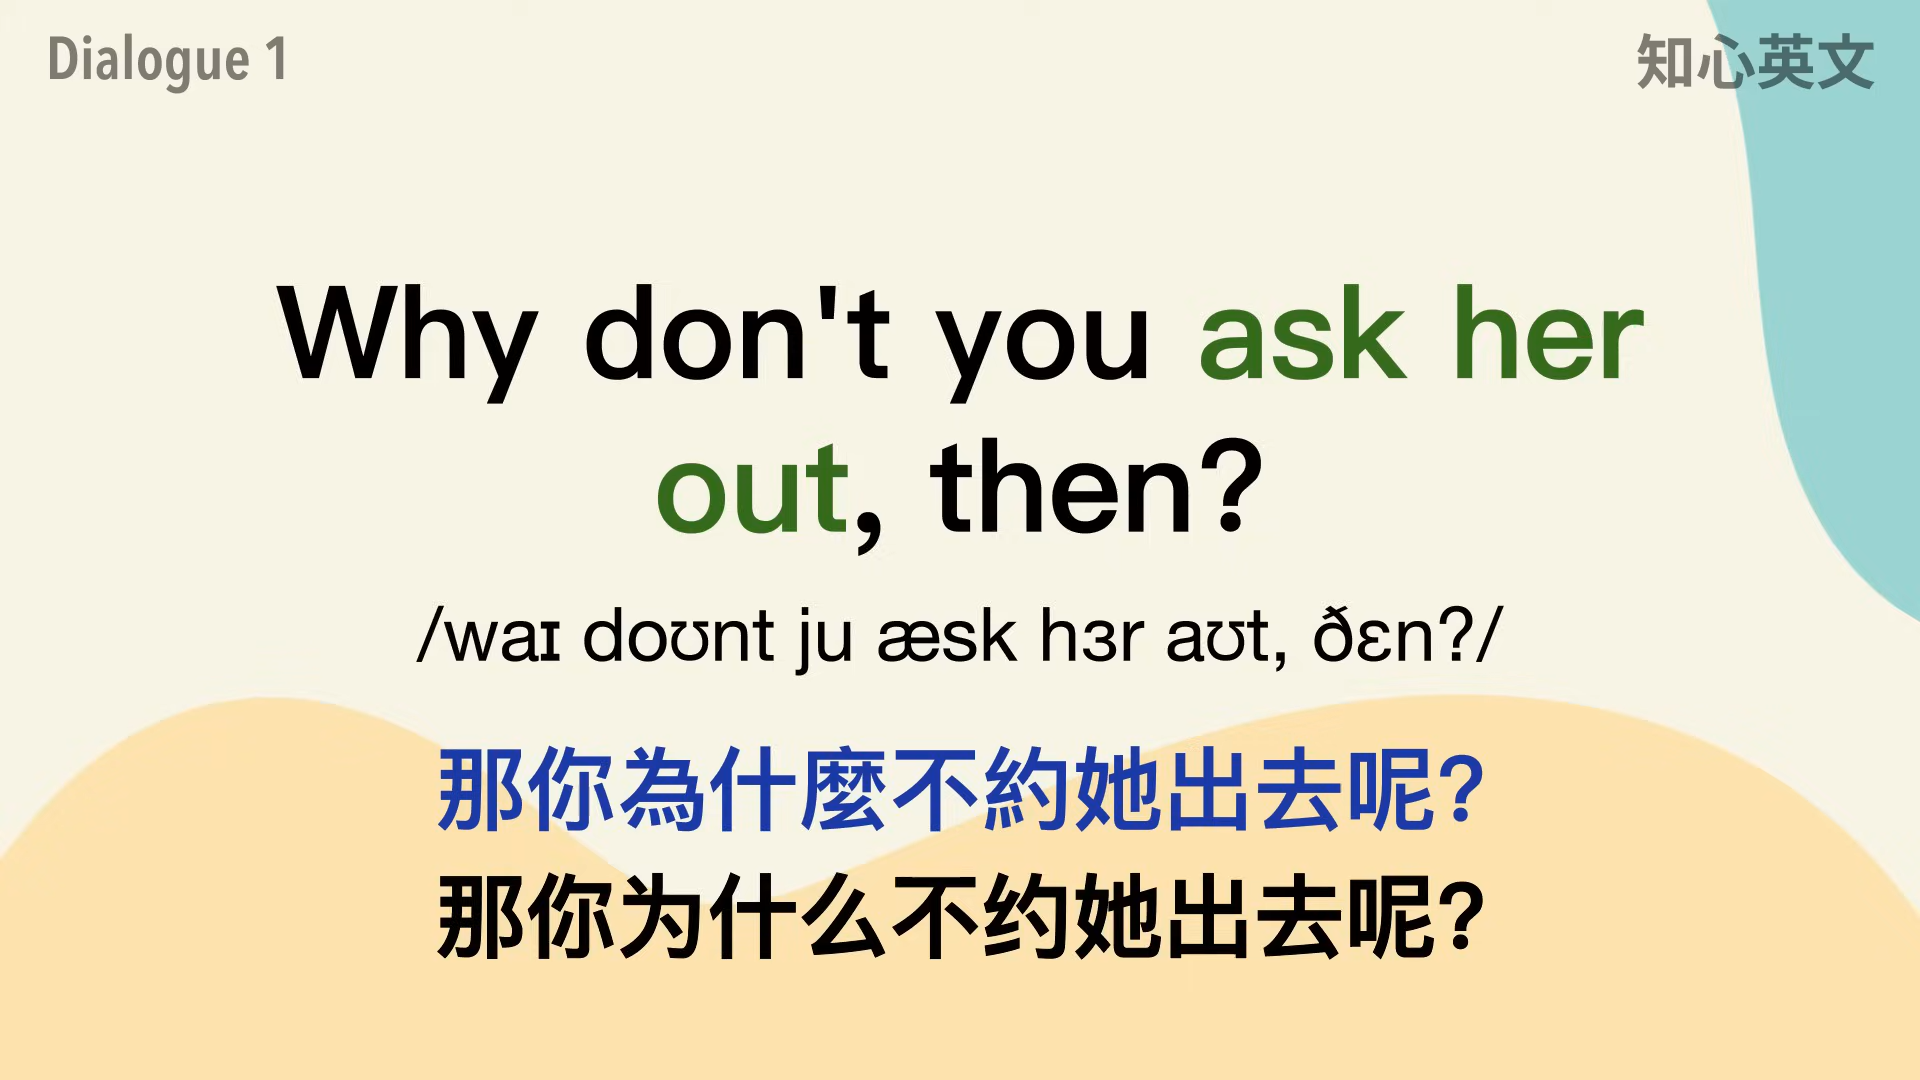 Dialogue 1
知心英文
Why don't you ask her
out, then?
/waɪ doʊnt ju æsk hɜr aʊt, ðɛn?/
那你為什麼不約她出去呢?
那你为什么不约她出去呢?